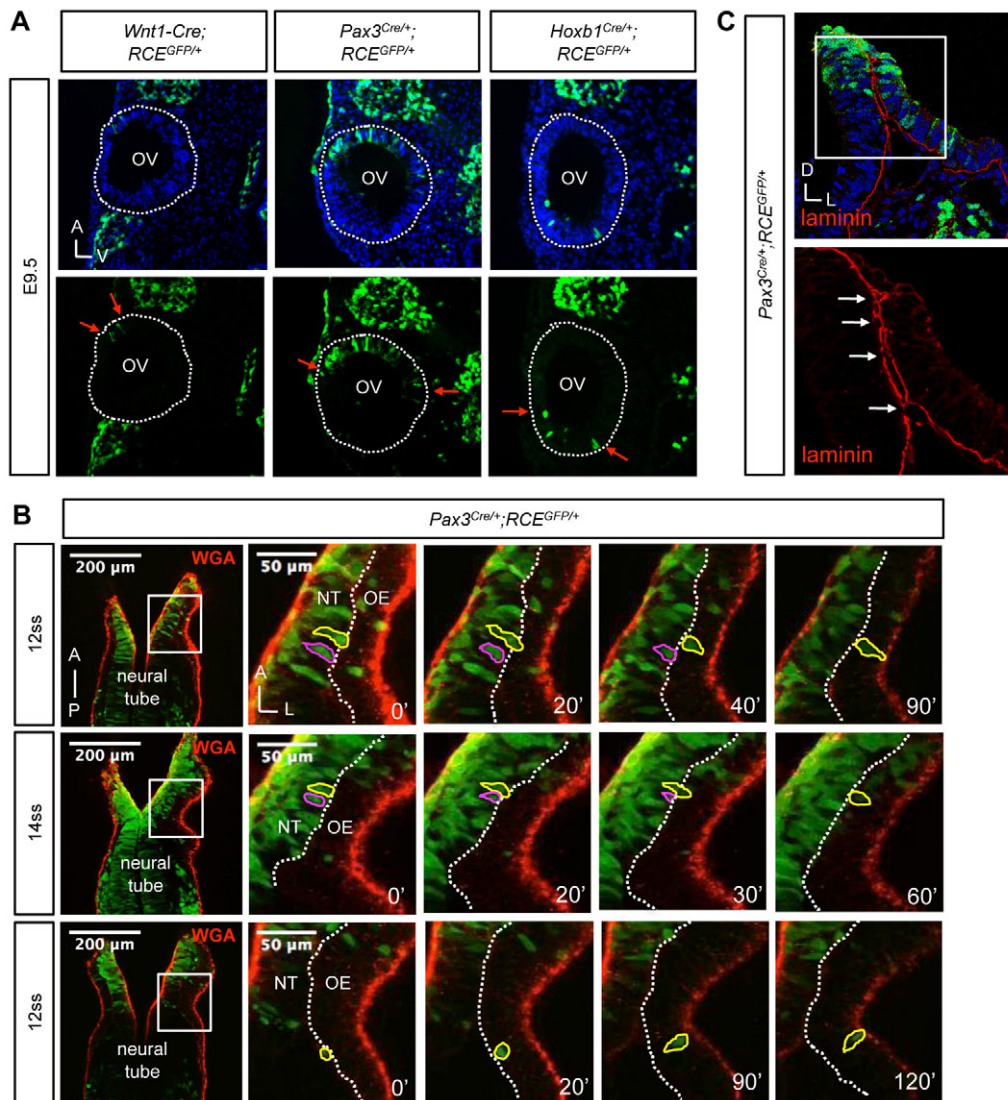 A
Wnt1-Cre;
RCEGFP/+
Pax3Cre/+;
RCEGFP/+
Hoxb1Cre/+;
RCEGFP/+
E9.5
OV
OV
OV
A
V
OV
OV
OV
C
Pax3Cre/+;RCEGFP/+
D
L
laminin
laminin
B
Pax3Cre/+;RCEGFP/+
12ss
200 µm
WGA
neural
tube
A
P
50 µm
NT
OE
A
L
0’
20’
40’
90’
14ss
200 µm
WGA
neural
tube
50 µm
NT
OE
0’
20’
30’
60’
12ss
200 µm
WGA
neural
tube
50 µm
NT
OE
0’
20’
90’
120’